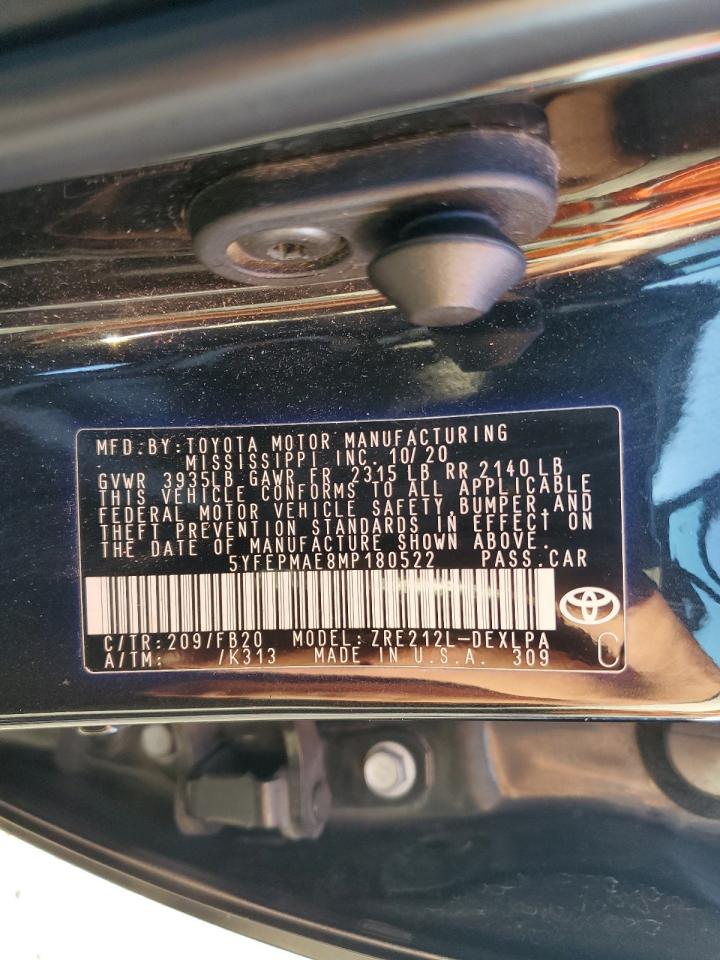 MFD.BY:TOYOTA MOTOR MANUFACTURING
MISSISSIPPI INC. 10/20
GVWR 3935LB GAWR FR 2315 LB RR 2140 LB
THIS VEHICLE CONFORMS TO ALL APPLICABLE
FEDERAL MOTOR VEHICLE SAFETY,BUMPER,AND
THEFT PREVENTION STANDARDS IN EFFECT ON
THE DATE OF MANUFACTURE SHOWN ABOVE.
5YFEPMAE8MP180522 PASS.CAR
C/TR:209/FB20 MODEL: ZRE212L-DEXLPA
A/TM: /K313 MADE IN U.S.A. 309 C